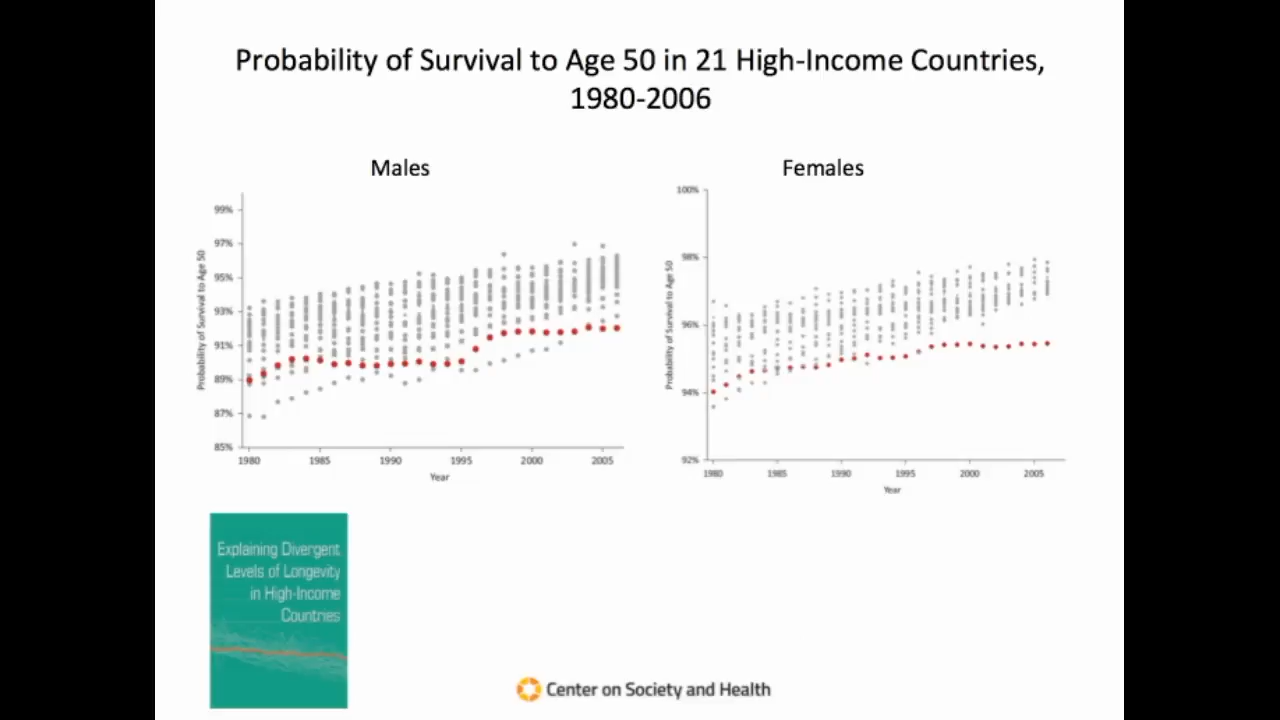 Probability of Survival to Age 50 in 21 High-Income Countries,
1980-2006
Males
99%
97%
95%
93%
91%
89%
87%
85%
Probability of Survival to Age 50
1980 1985 1990 1995 2000 2005
Year
Females
100%
98%
96%
94%
92%
Probability of Survival to Age 50
1980 1985 1990 1995 2000 2005
Year
Explaining Divergent
Levels of Longevity
in High-Income
Countries
Center on Society and Health